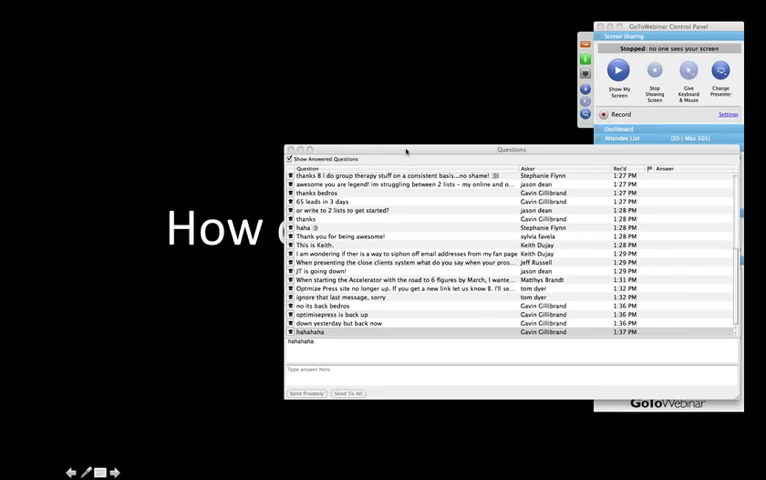 GoToWebinar Control Panel
Screen Sharing
Stopped: no one sees your screen
Show My Screen
Stop Showing Screen
Give Keyboard & Mouse
Change Presenter
Record
Settings
Dashboard
Attendee List (20 | Max 501)
Questions
Show Answered Questions
Question Asker Rec'd Answer
thanks B I do group therapy stuff on a consistent basis...no shame! :))) Stephanie Flynn 1:27 PM
awesome you are legend! im struggling between 2 lists - my online and o... jason dean 1:27 PM
thanks bedros Gavin Gillibrand 1:27 PM
65 leads in 3 days Gavin Gillibrand 1:27 PM
or write to 2 lists to get started? jason dean 1:28 PM
thanks Gavin Gillibrand 1:28 PM
haha :)) Stephanie Flynn 1:28 PM
Thank you for being awesome! sylvia favela 1:28 PM
This is Keith. Keith Dujay 1:28 PM
I am wondering if ther is a way to siphon off email addresses from my fan page Keith Dujay 1:29 PM
When presenting the close clients system what do you say when your pros... Jeff Russell 1:29 PM
JT is going down! jason dean 1:29 PM
When starting the Accelerator with the road to 6 figures by March, I wante... Matthys Brandt 1:31 PM
Optmize Press site no longer up. If you get a new link let us know B. I'll se... tom dyer 1:32 PM
ignore that last message, sorry tom dyer 1:32 PM
no its back bedros Gavin Gillibrand 1:36 PM
optimisepress is back up Gavin Gillibrand 1:36 PM
down yesterday but back now Gavin Gillibrand 1:36 PM
hahahaha Gavin Gillibrand 1:37 PM
hahahaha
Type answer here
Send Privately Send To All
How
GoToWebinar